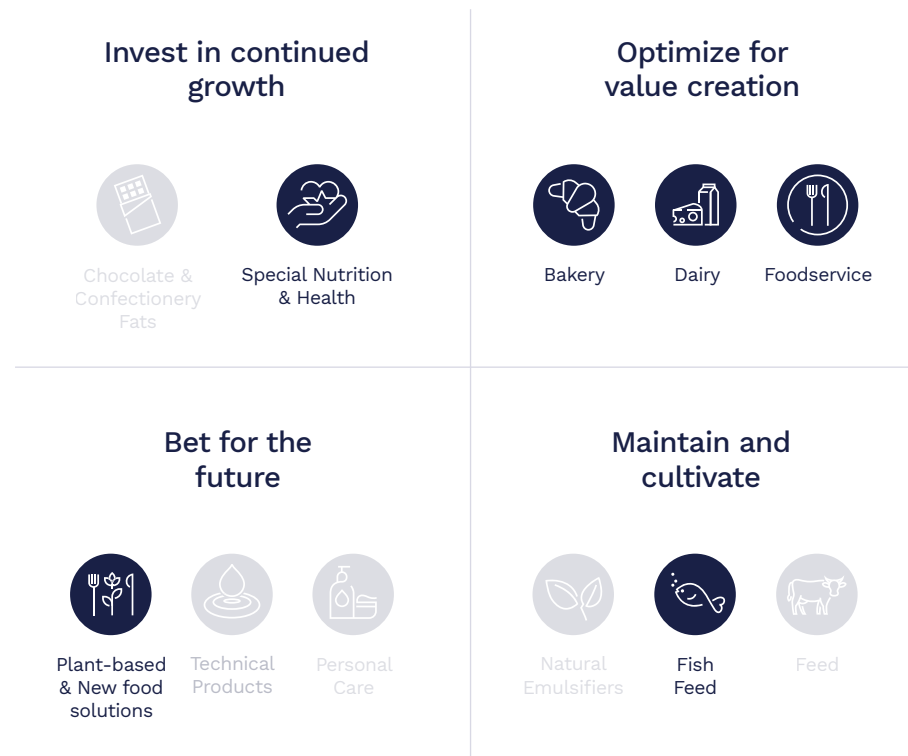 Invest in continued
growth
Chocolate &
Confectionery
Fats
Special Nutrition
& Health
Optimize for
value creation
Bakery
Dairy
Foodservice
Bet for the
future
Plant-based
& New food
solutions
Technical
Products
Personal
Care
Maintain and
cultivate
Natural
Emulsifiers
Fish
Feed
Feed